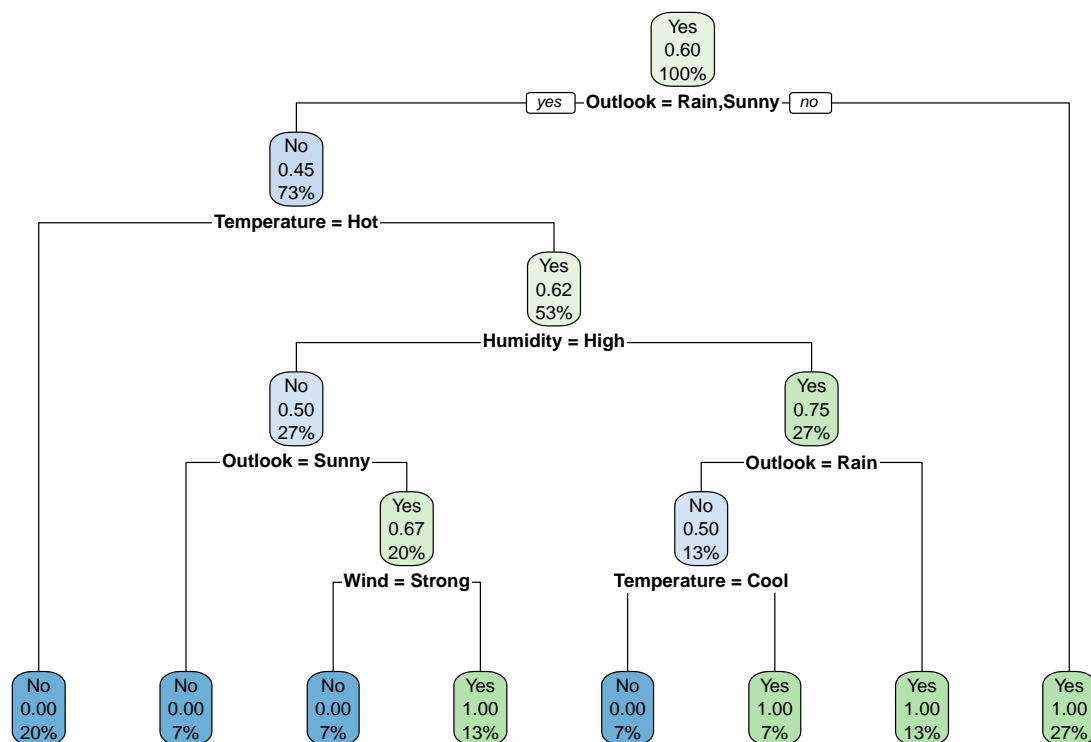 Yes
0.60
100%
yes Outlook = Rain,Sunny no
No
0.45
73%
Temperature = Hot
Yes
0.62
53%
Humidity = High
No
0.50
27%
Yes
0.75
27%
Outlook = Sunny
Outlook = Rain
Yes
0.67
20%
No
0.50
13%
Wind = Strong
Temperature = Cool
No
0.00
20%
No
0.00
7%
No
0.00
7%
Yes
1.00
13%
No
0.00
7%
Yes
1.00
7%
Yes
1.00
13%
Yes
1.00
27%